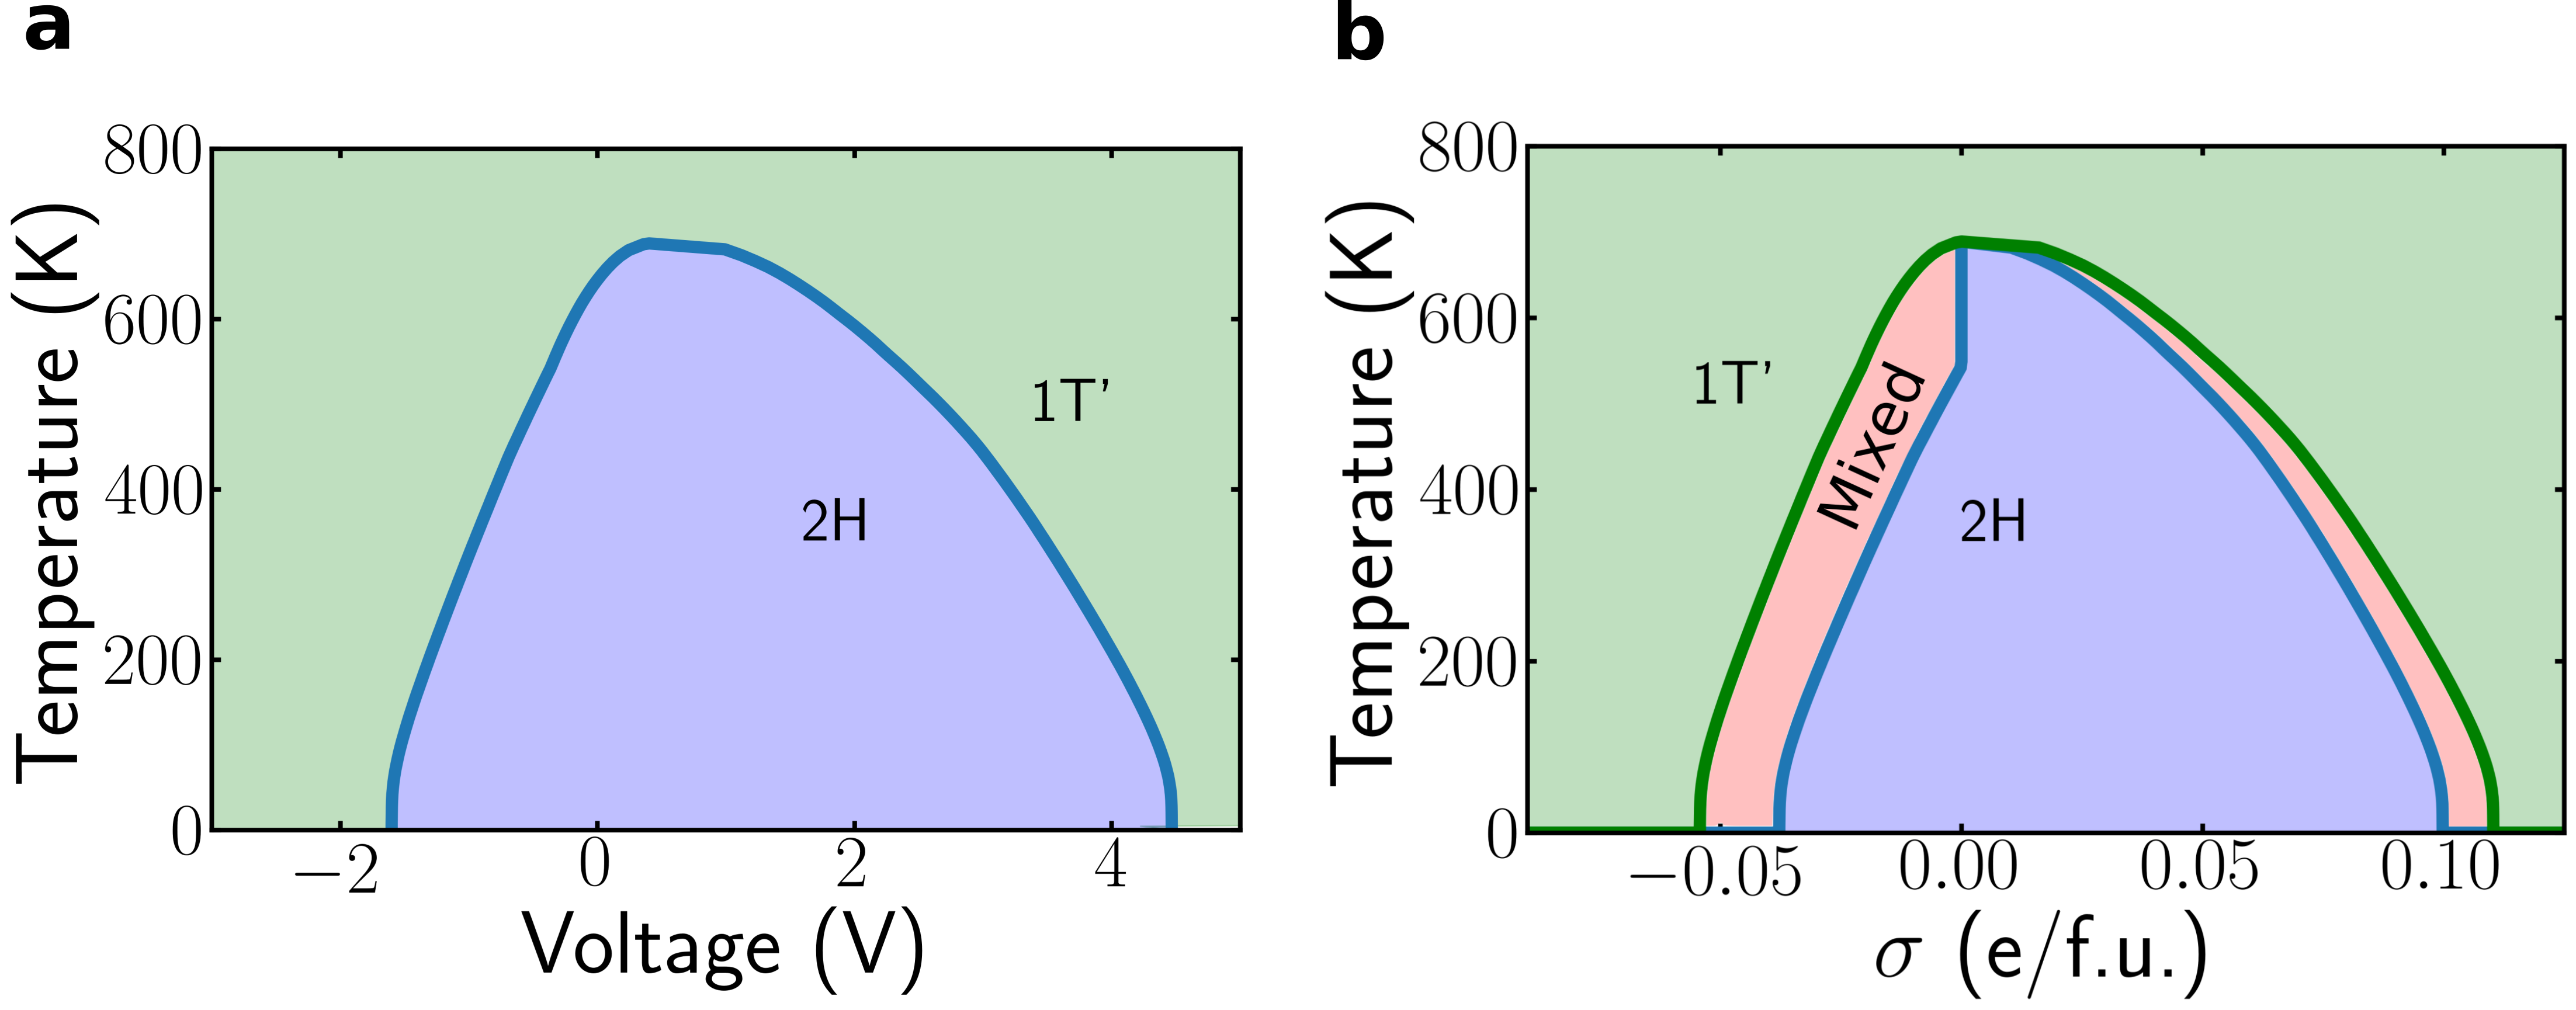 a
800
600
400
200
0
Temperature (K)
1T'
2H
−2 0 2 4
Voltage (V)
b
800
600
400
200
0
Temperature (K)
1T'
Mixed
2H
−0.05 0.00 0.05 0.10
σ (e/f.u.)